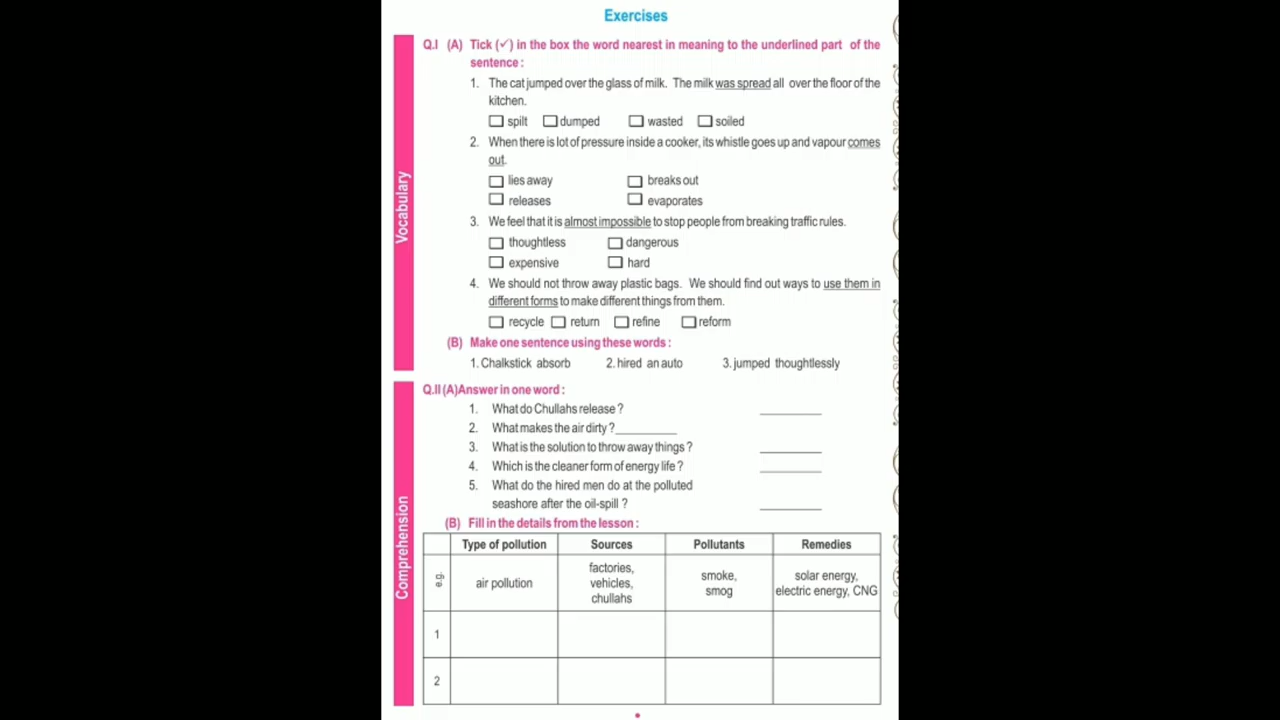 Exercises
Vocabulary
Q.I (A) Tick (✓) in the box the word nearest in meaning to the underlined part of the
sentence :
1. The cat jumped over the glass of milk. The milk was spread all over the floor of the
kitchen.
☐ spilt ☐ dumped ☐ wasted ☐ soiled
2. When there is lot of pressure inside a cooker, its whistle goes up and vapour comes
out.
☐ lies away ☐ breaks out
☐ releases ☐ evaporates
3. We feel that it is almost impossible to stop people from breaking traffic rules.
☐ thoughtless ☐ dangerous
☐ expensive ☐ hard
4. We should not throw away plastic bags. We should find out ways to use them in
different forms to make different things from them.
☐ recycle ☐ return ☐ refine ☐ reform
(B) Make one sentence using these words :
1. Chalkstick absorb 2. hired an auto 3. jumped thoughtlessly
Comprehension
Q.II (A)Answer in one word :
1. What do Chullahs release ? ________
2. What makes the air dirty ?________
3. What is the solution to throw away things ? ________
4. Which is the cleaner form of energy life ? ________
5. What do the hired men do at the polluted
seashore after the oil-spill ? ________
(B) Fill in the details from the lesson :
Type of pollution Sources Pollutants Remedies
e.g. air pollution factories, vehicles, chullahs smoke, smog solar energy, electric energy, CNG
1
2